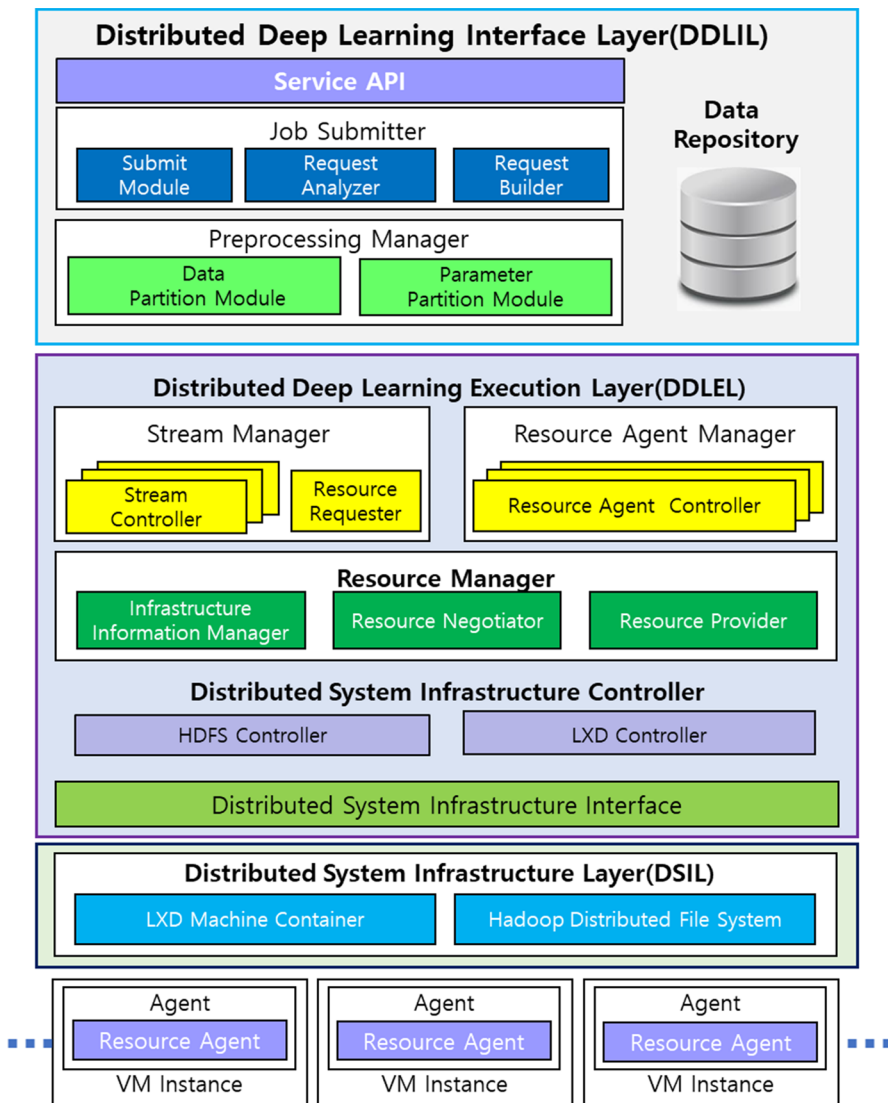 Distributed Deep Learning Interface Layer(DDLIL)
Service API
Job Submitter
Submit
Module
Request
Analyzer
Request
Builder
Preprocessing Manager
Data
Partition Module
Parameter
Partition Module
Data
Repository
Distributed Deep Learning Execution Layer(DDLEL)
Stream Manager
Stream
Controller
Resource
Requester
Resource Agent Manager
Resource Agent Controller
Resource Manager
Infrastructure
Information Manager
Resource Negotiator
Resource Provider
Distributed System Infrastructure Controller
HDFS Controller
LXD Controller
Distributed System Infrastructure Interface
Distributed System Infrastructure Layer(DSIL)
LXD Machine Container
Hadoop Distributed File System
Agent
Resource Agent
VM Instance
Agent
Resource Agent
VM Instance
Agent
Resource Agent
VM Instance